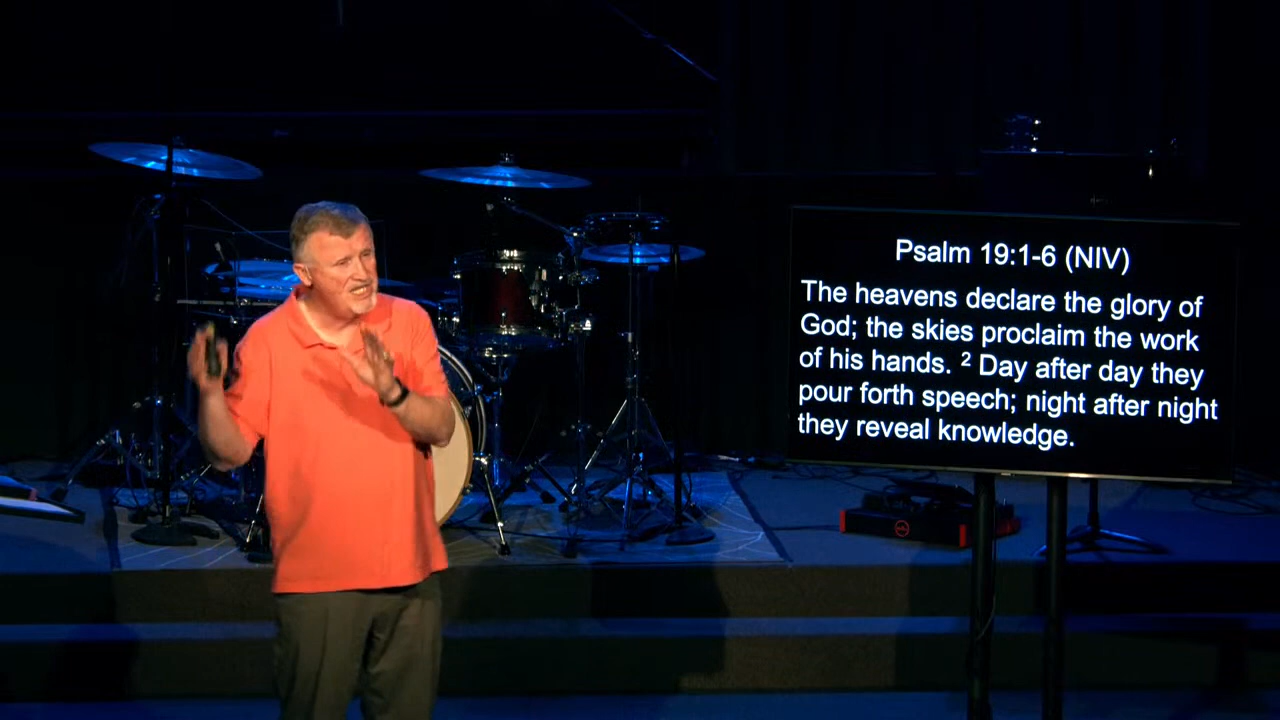 Psalm 19:1-6 (NIV)
The heavens declare the glory of
God; the skies proclaim the work
of his hands. ² Day after day they
pour forth speech; night after night
they reveal knowledge.